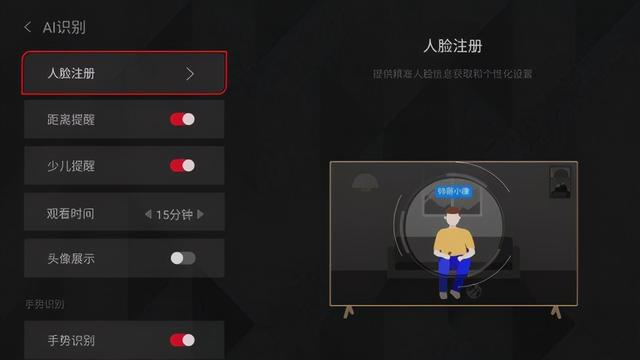 AI识别
人脸注册
距离提醒
少儿提醒
观看时间 15分钟
头像展示
手势识别
手势识别
人脸注册
提供精准人脸信息获取和个性化设置
帅哥小康